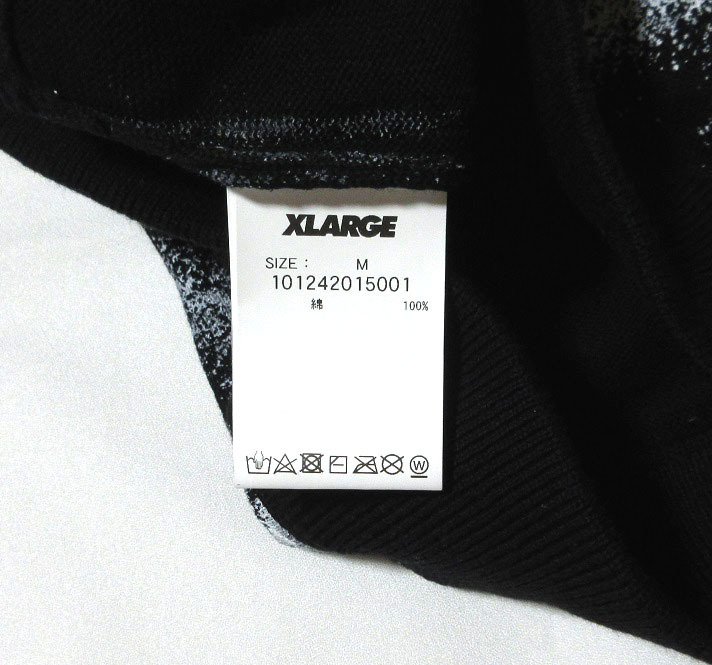 XLARGE
SIZE : M
101242015001
綿 100%
W